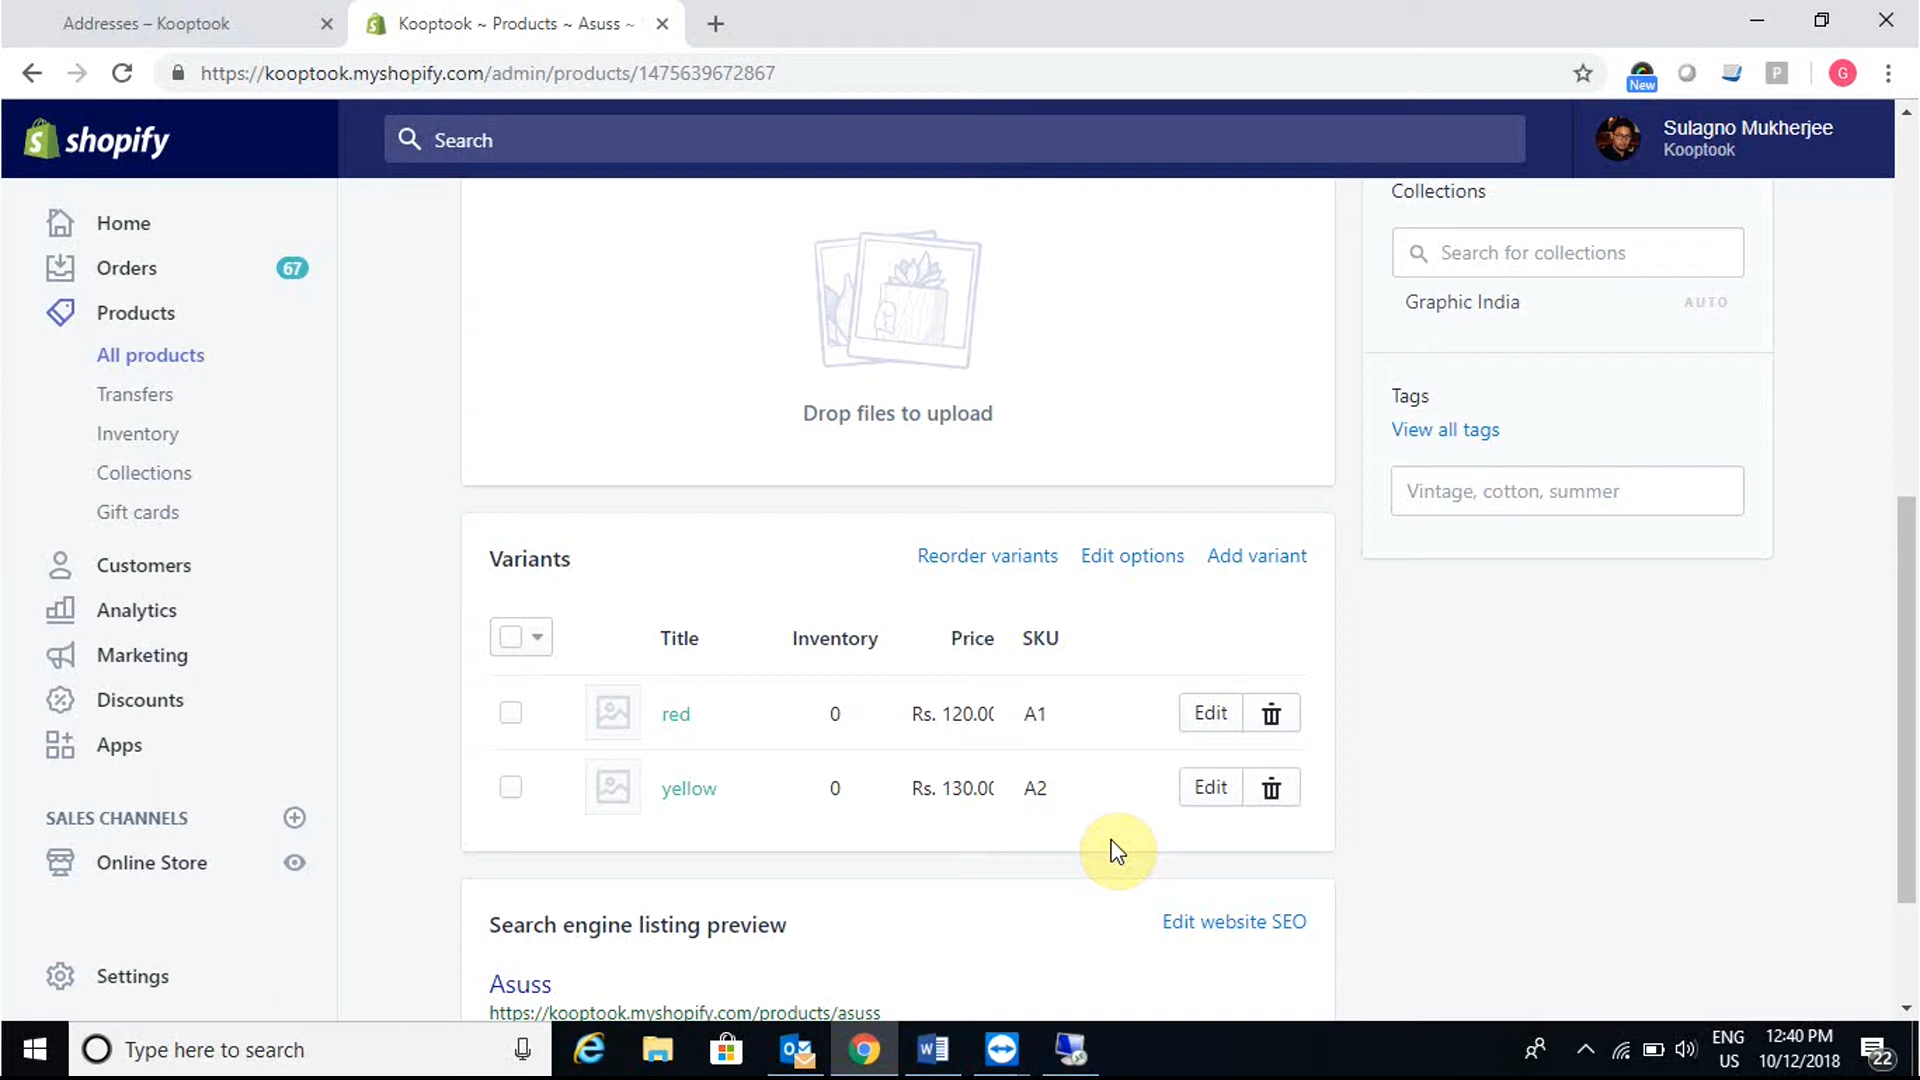 Addresses – Kooptook
Kooptook ~ Products ~ Asuss ~
https://kooptook.myshopify.com/admin/products/1475639672867
New
P
G
shopify
Search
Sulagno Mukherjee
Kooptook
Home
Orders
67
Products
All products
Transfers
Inventory
Collections
Gift cards
Customers
Analytics
Marketing
Discounts
Apps
SALES CHANNELS
Online Store
Settings
Drop files to upload
Variants
Reorder variants
Edit options
Add variant
Title Inventory Price SKU
red 0 Rs. 120.00 A1 Edit
yellow 0 Rs. 130.00 A2 Edit
Search engine listing preview
Edit website SEO
Asuss
https://kooptook.myshopify.com/products/asuss
Collections
Search for collections
Graphic India AUTO
Tags
View all tags
Vintage, cotton, summer
Type here to search
ENG
US
12:40 PM
10/12/2018
22